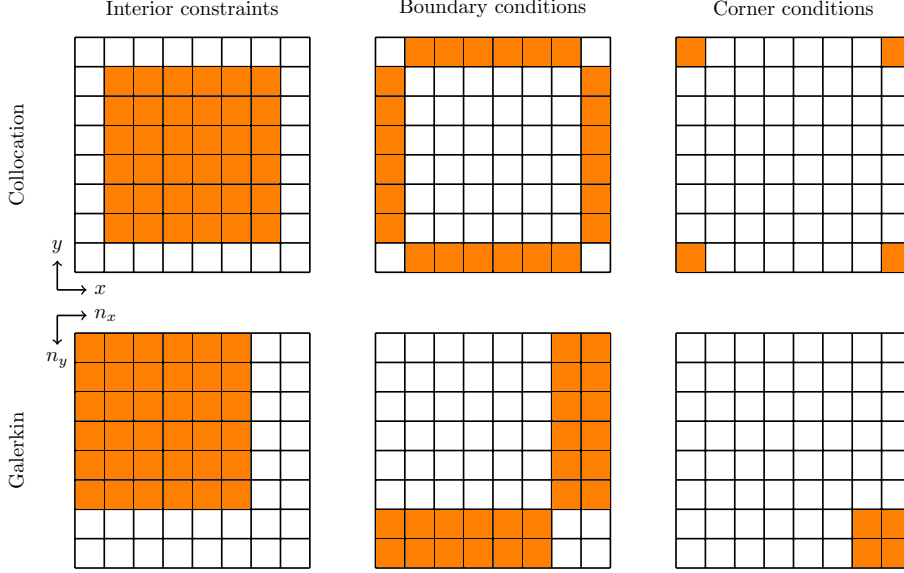 Interior constraints
Boundary conditions
Corner conditions
Collocation
y
x
n_x
n_y
Galerkin